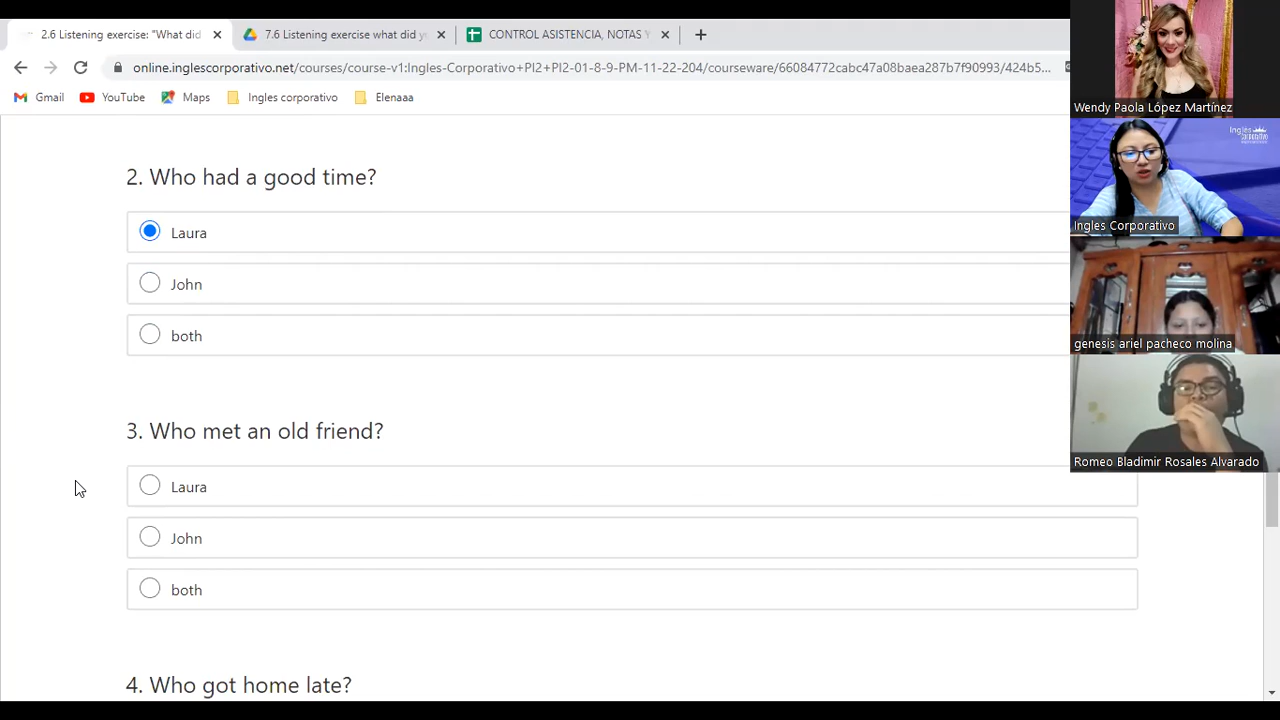 2.6 Listening exercise: "What did
7.6 Listening exercise what did y
CONTROL ASISTENCIA, NOTAS Y
online.inglescorporativo.net/courses/course-v1:Ingles-Corporativo+PI2+PI2-01-8-9-PM-11-22-204/courseware/66084772cabc47a08baea287b7f90993/424b5...
Gmail
YouTube
Maps
Ingles corporativo
Elenaaa
2. Who had a good time?
Laura
John
both
3. Who met an old friend?
Laura
John
both
4. Who got home late?
Wendy Paola López Martínez
Ingles Corporativo
genesis ariel pacheco molina
Romeo Bladimir Rosales Alvarado